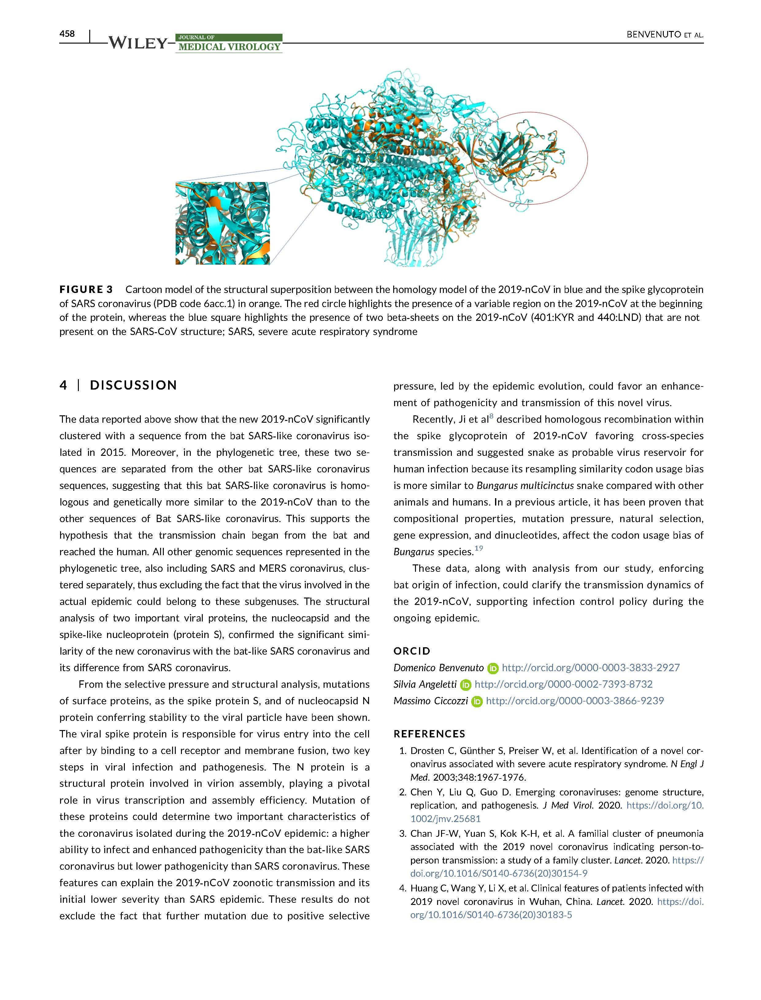 458
WILEY
JOURNAL OF
MEDICAL VIROLOGY
BENVENUTO ET AL.
FIGURE 3 Cartoon model of the structural superposition between the homology model of the 2019-nCoV in blue and the spike glycoprotein
of SARS coronavirus (PDB code 6acc.1) in orange. The red circle highlights the presence of a variable region on the 2019-nCoV at the beginning
of the protein, whereas the blue square highlights the presence of two beta-sheets on the 2019-nCoV (401:KYR and 440:LND) that are not
present on the SARS-CoV structure; SARS, severe acute respiratory syndrome
4 | DISCUSSION
The data reported above show that the new 2019-nCoV significantly
clustered with a sequence from the bat SARS-like coronavirus iso-
lated in 2015. Moreover, in the phylogenetic tree, these two se-
quences are separated from the other bat SARS-like coronavirus
sequences, suggesting that this bat SARS-like coronavirus is homo-
logous and genetically more similar to the 2019-nCoV than to the
other sequences of Bat SARS-like coronavirus. This supports the
hypothesis that the transmission chain began from the bat and
reached the human. All other genomic sequences represented in the
phylogenetic tree, also including SARS and MERS coronavirus, clus-
tered separately, thus excluding the fact that the virus involved in the
actual epidemic could belong to these subgenuses. The structural
analysis of two important viral proteins, the nucleocapsid and the
spike-like nucleoprotein (protein S), confirmed the significant simi-
larity of the new coronavirus with the bat-like SARS coronavirus and
its difference from SARS coronavirus.
From the selective pressure and structural analysis, mutations
of surface proteins, as the spike protein S, and of nucleocapsid N
protein conferring stability to the viral particle have been shown.
The viral spike protein is responsible for virus entry into the cell
after by binding to a cell receptor and membrane fusion, two key
steps in viral infection and pathogenesis. The N protein is a
structural protein involved in virion assembly, playing a pivotal
role in virus transcription and assembly efficiency. Mutation of
these proteins could determine two important characteristics of
the coronavirus isolated during the 2019-nCoV epidemic: a higher
ability to infect and enhanced pathogenicity than the bat-like SARS
coronavirus but lower pathogenicity than SARS coronavirus. These
features can explain the 2019-nCoV zoonotic transmission and its
initial lower severity than SARS epidemic. These results do not
exclude the fact that further mutation due to positive selective
pressure, led by the epidemic evolution, could favor an enhance-
ment of pathogenicity and transmission of this novel virus.
Recently, Ji et al8 described homologous recombination within
the spike glycoprotein of 2019-nCoV favoring cross-species
transmission and suggested snake as probable virus reservoir for
human infection because its resampling similarity codon usage bias
is more similar to Bungarus multicinctus snake compared with other
animals and humans. In a previous article, it has been proven that
compositional properties, mutation pressure, natural selection,
gene expression, and dinucleotides, affect the codon usage bias of
Bungarus species.19
These data, along with analysis from our study, enforcing
bat origin of infection, could clarify the transmission dynamics of
the 2019-nCoV, supporting infection control policy during the
ongoing epidemic.
ORCID
Domenico Benvenuto iD http://orcid.org/0000-0003-3833-2927
Silvia Angeletti iD http://orcid.org/0000-0002-7393-8732
Massimo Ciccozzi iD http://orcid.org/0000-0003-3866-9239
REFERENCES
1. Drosten C, Günther S, Preiser W, et al. Identification of a novel cor-
onavirus associated with severe acute respiratory syndrome. N Engl J
Med. 2003;348:1967-1976.
2. Chen Y, Liu Q, Guo D. Emerging coronaviruses: genome structure,
replication, and pathogenesis. J Med Virol. 2020. https://doi.org/10.
1002/jmv.25681
3. Chan JF-W, Yuan S, Kok K-H, et al. A familial cluster of pneumonia
associated with the 2019 novel coronavirus indicating person-to-
person transmission: a study of a family cluster. Lancet. 2020. https://
doi.org/10.1016/S0140-6736(20)30154-9
4. Huang C, Wang Y, Li X, et al. Clinical features of patients infected with
2019 novel coronavirus in Wuhan, China. Lancet. 2020. https://doi.
org/10.1016/S0140-6736(20)30183-5